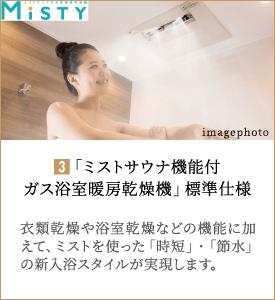 MiSTY
imagephoto
3「ミストサウナ機能付
ガス浴室暖房乾燥機」標準仕様
衣類乾燥や浴室乾燥などの機能に加
えて、ミストを使った「時短」・「節水」
の新入浴スタイルが実現します。